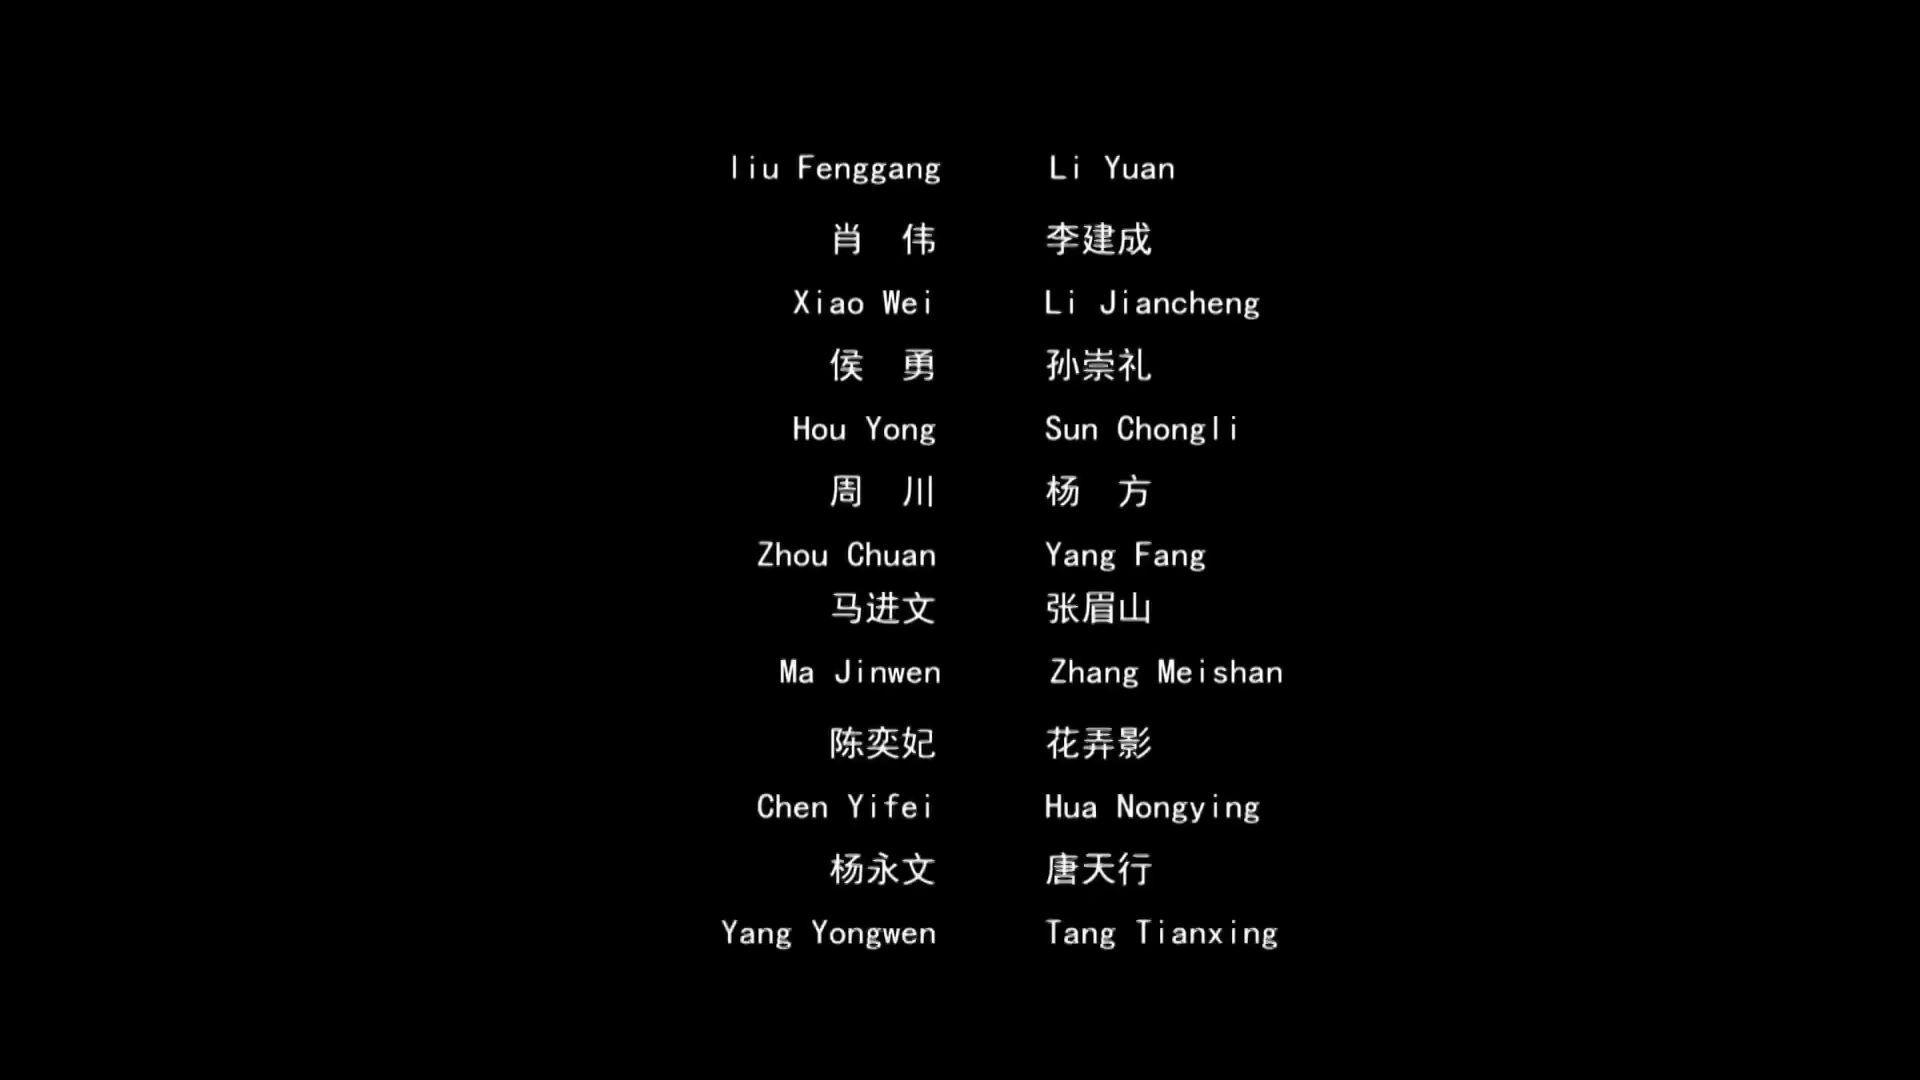 liu Fenggang Li Yuan
肖 伟 李建成
Xiao Wei Li Jiancheng
侯 勇 孙崇礼
Hou Yong Sun Chongli
周 川 杨 方
Zhou Chuan Yang Fang
马进文 张眉山
Ma Jinwen Zhang Meishan
陈奕妃 花弄影
Chen Yifei Hua Nongying
杨永文 唐天行
Yang Yongwen Tang Tianxing